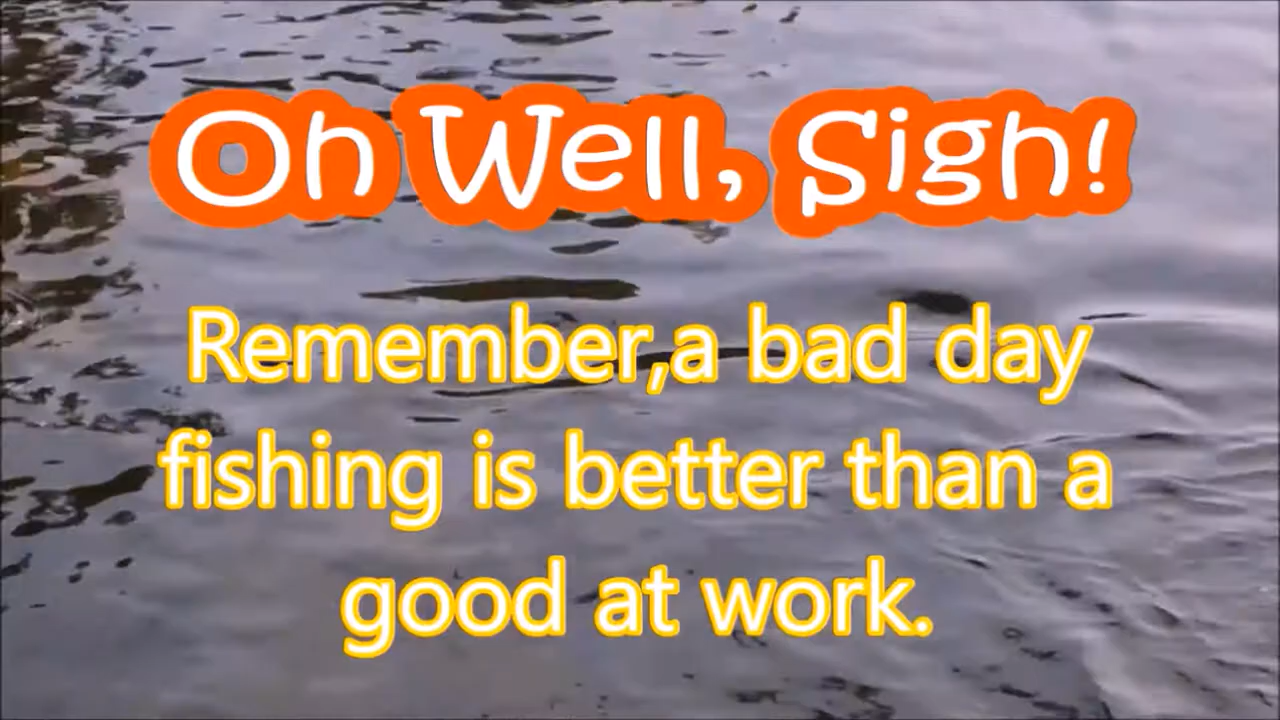 Oh Well, Sigh!
Remember,a bad day
fishing is better than a
good at work.